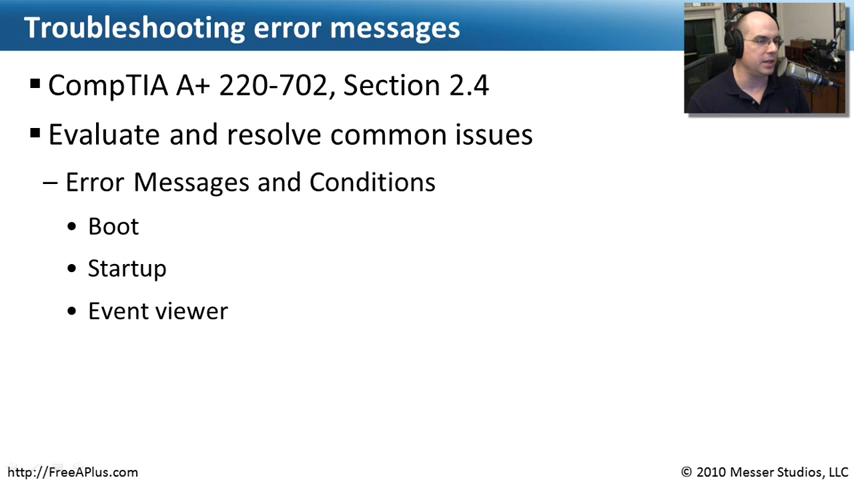 Troubleshooting error messages
▪ CompTIA A+ 220-702, Section 2.4
▪ Evaluate and resolve common issues
– Error Messages and Conditions
• Boot
• Startup
• Event viewer
http://FreeAPlus.com
© 2010 Messer Studios, LLC